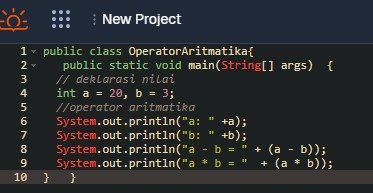 New Project
1 public class OperatorAritmatika{
2 public static void main(String[] args) {
3 // deklarasi nilai
4 int a = 20, b = 3;
5 //operator aritmatika
6 System.out.println("a: " +a);
7 System.out.println("b: " +b);
8 System.out.println("a - b = " + (a - b));
9 System.out.println("a * b = " + (a * b));
10 } }